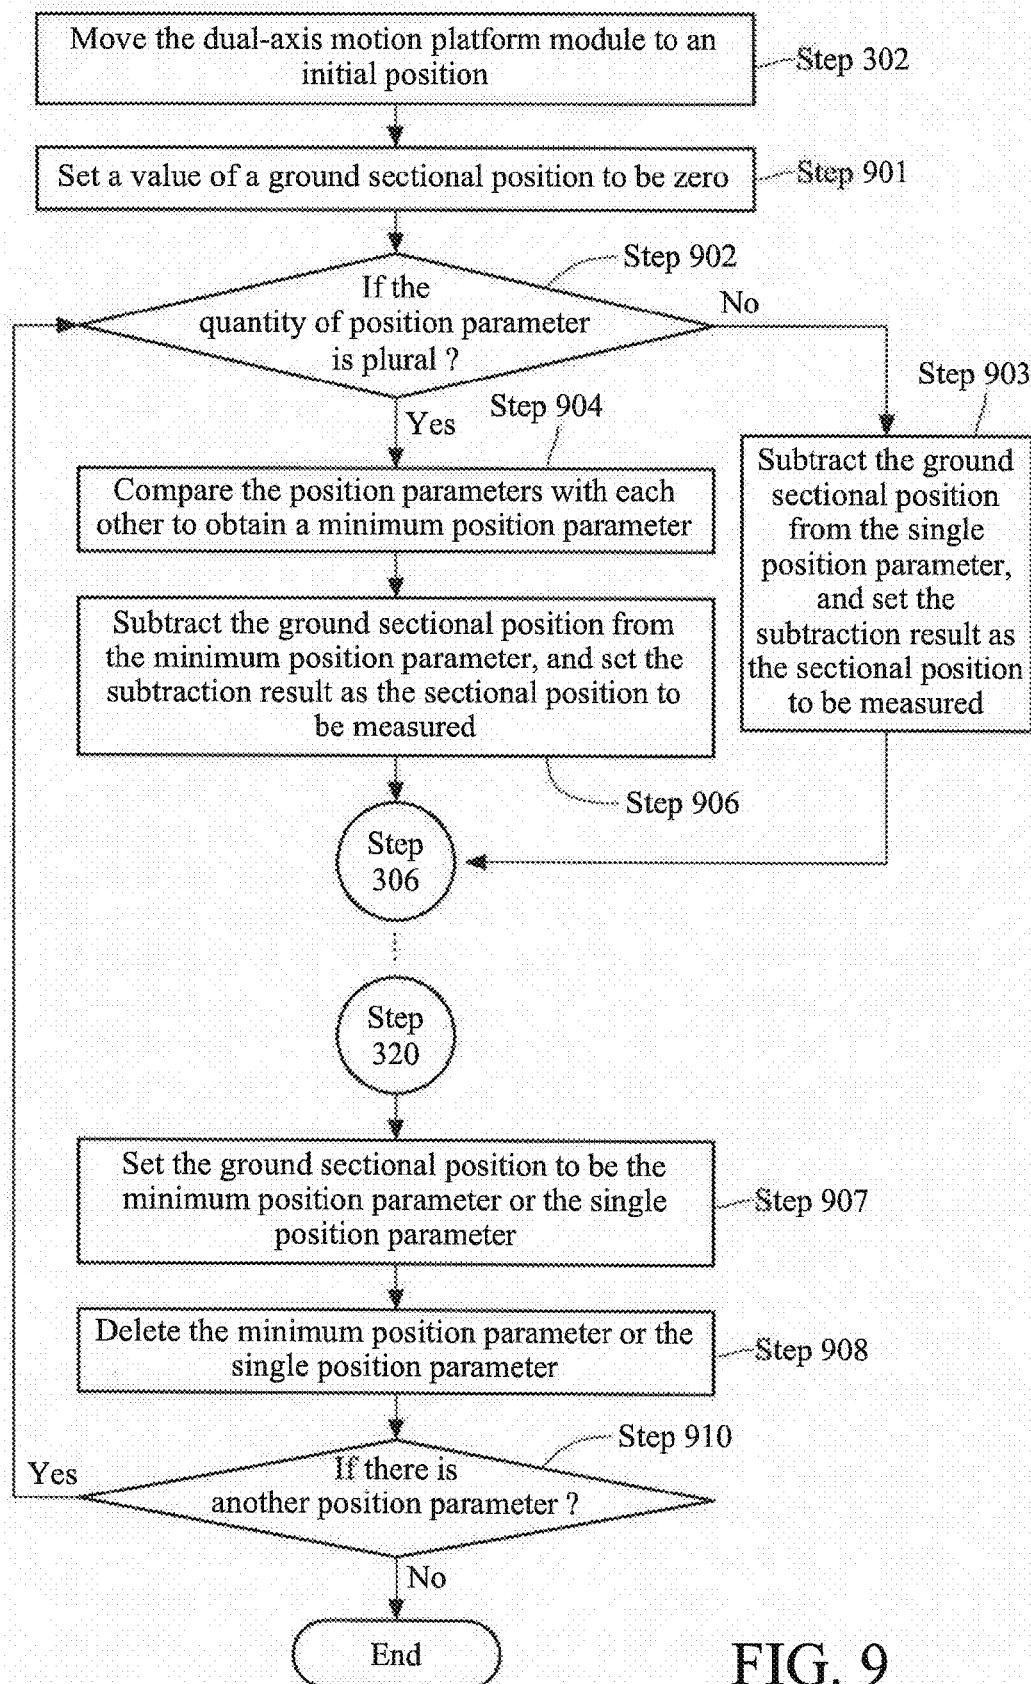 Move the dual-axis motion platform module to an
initial position
Step 302
Set a value of a ground sectional position to be zero
Step 901
Step 902
If the
quantity of position parameter
is plural ?
No
Step 903
Yes
Step 904
Compare the position parameters with each
other to obtain a minimum position parameter
Subtract the ground
sectional position
from the single
position parameter,
and set the
subtraction result as
the sectional position
to be measured
Subtract the ground sectional position from
the minimum position parameter, and set the
subtraction result as the sectional position to
be measured
Step 906
Step
306
Step
320
Set the ground sectional position to be the
minimum position parameter or the single
position parameter
Step 907
Delete the minimum position parameter or the
single position parameter
Step 908
Step 910
If there is
another position parameter ?
Yes
No
End
FIG. 9